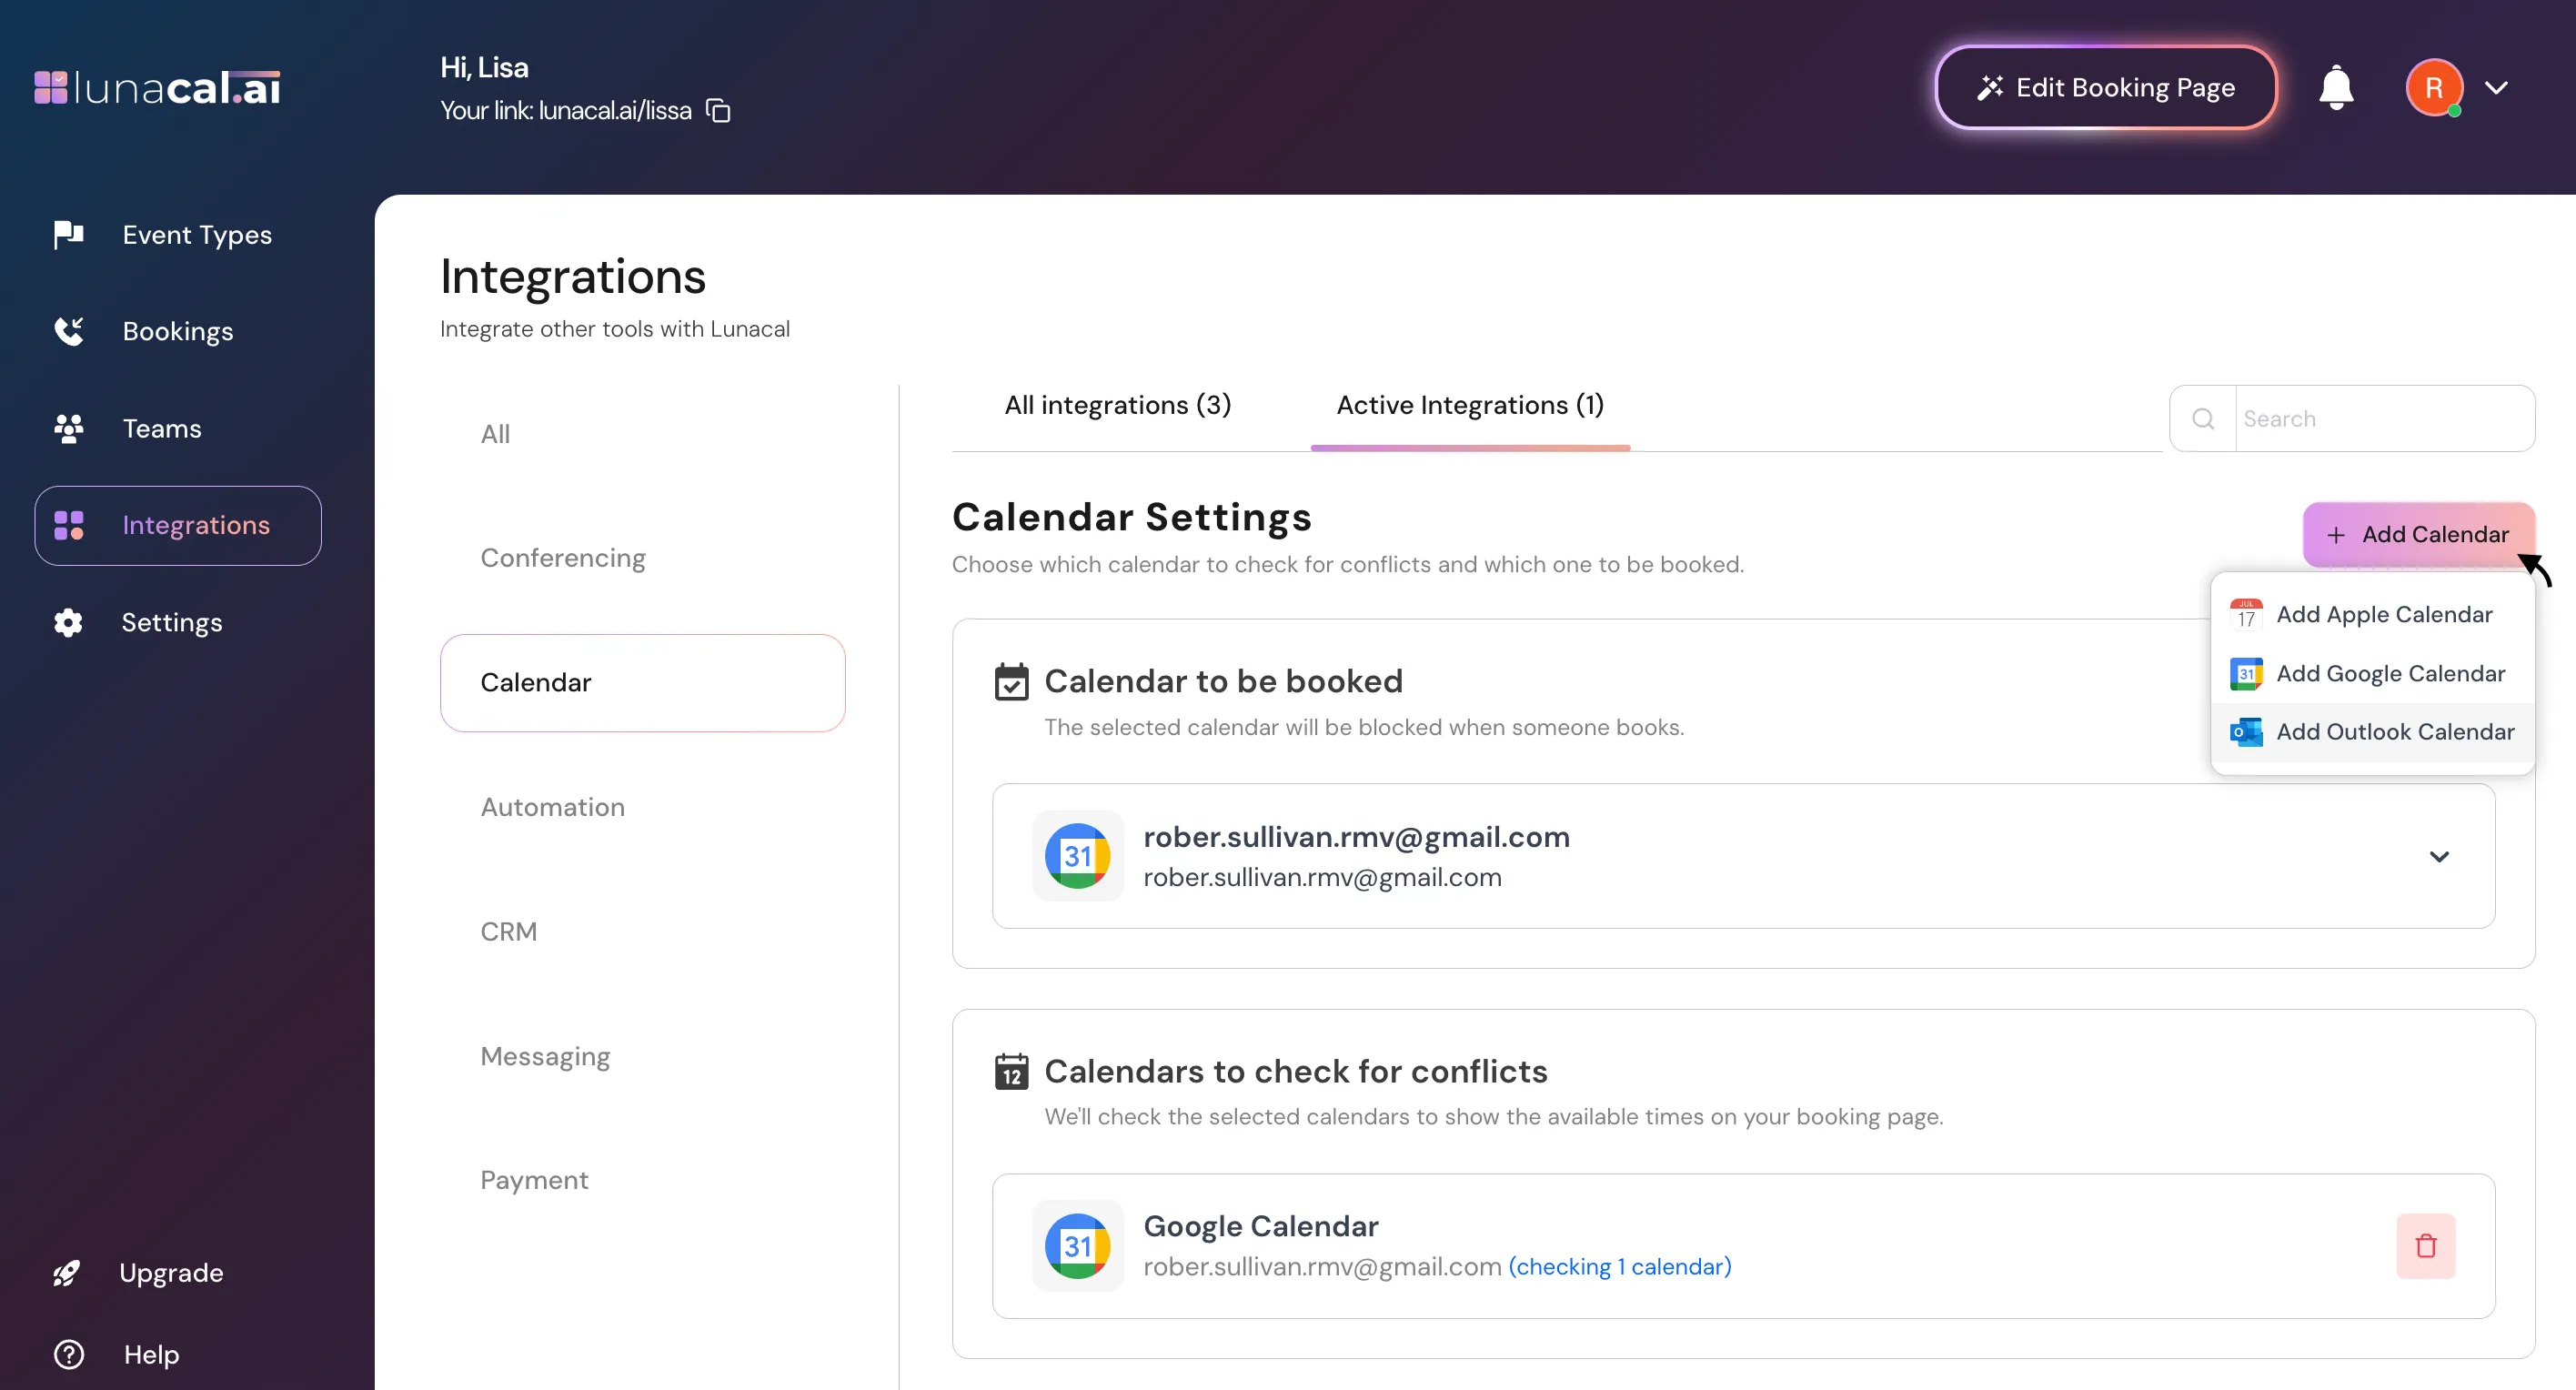 lunacal.ai
Hi, Lisa
Your link: lunacal.ai/lissa
Edit Booking Page
R
Event Types
Bookings
Teams
Integrations
Settings
Upgrade
Help
Integrations
Integrate other tools with Lunacal
All
Conferencing
Calendar
Automation
CRM
Messaging
Payment
All integrations (3)
Active Integrations (1)
Search
Calendar Settings
Choose which calendar to check for conflicts and which one to be booked.
+ Add Calendar
JUL
17
Add Apple Calendar
31
Add Google Calendar
O
Add Outlook Calendar
Calendar to be booked
The selected calendar will be blocked when someone books.
31
rober.sullivan.rmv@gmail.com
rober.sullivan.rmv@gmail.com
12
Calendars to check for conflicts
We'll check the selected calendars to show the available times on your booking page.
31
Google Calendar
rober.sullivan.rmv@gmail.com (checking 1 calendar)